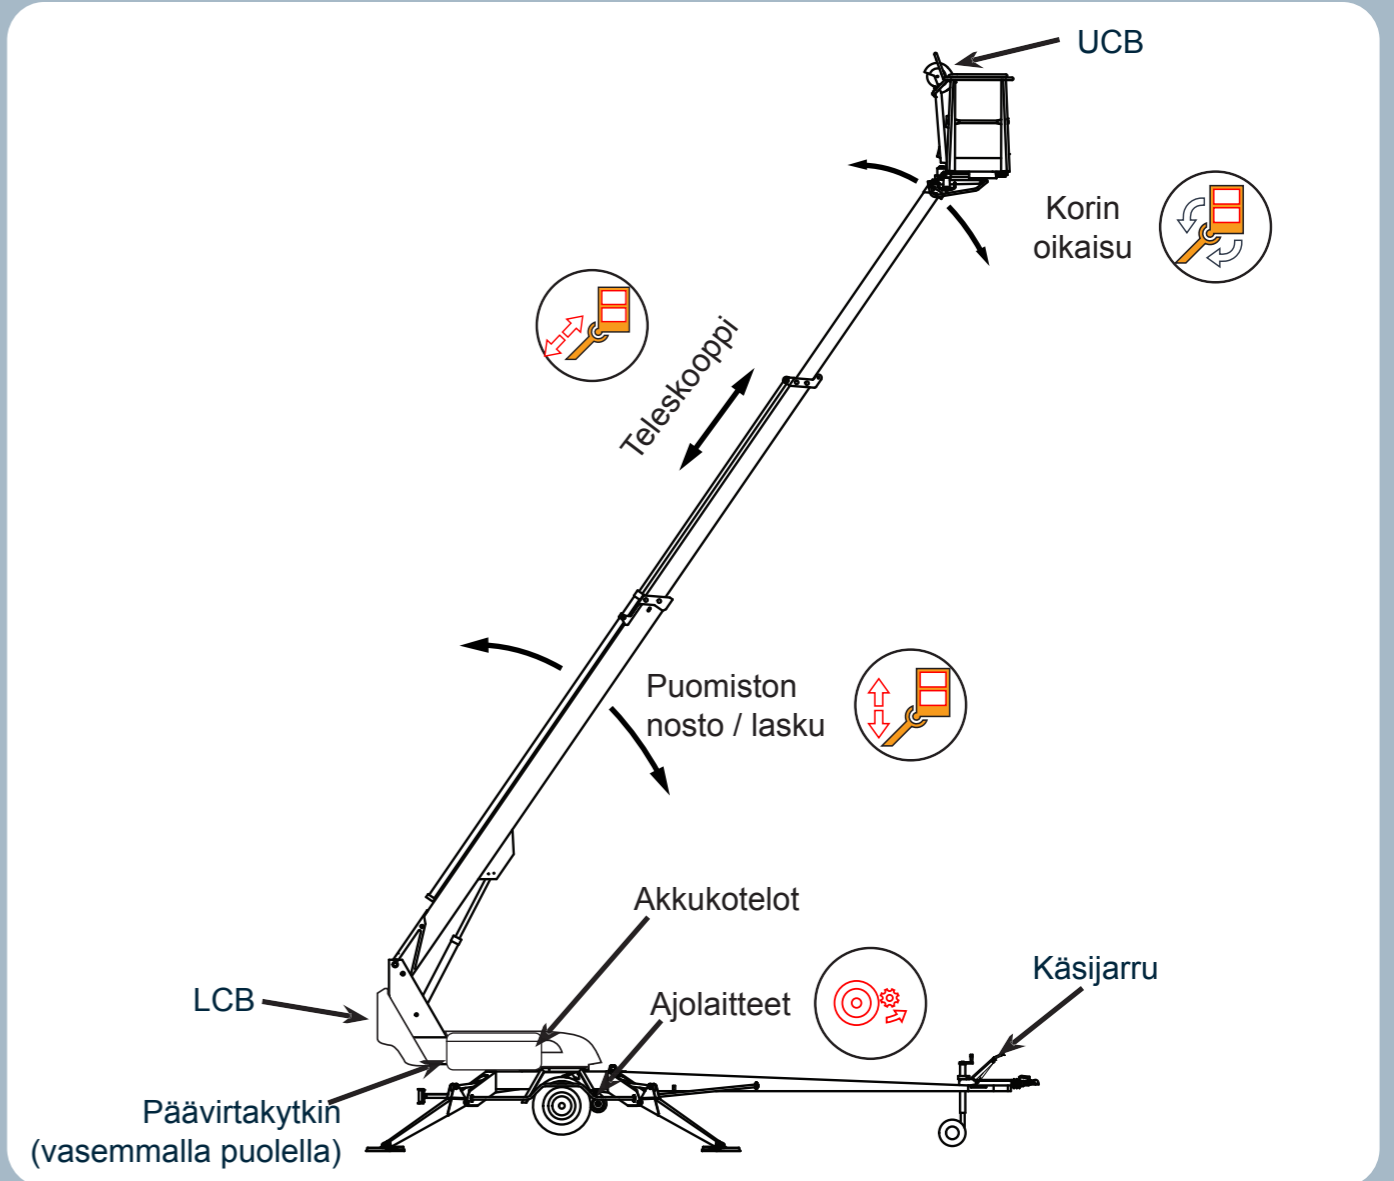 UCB
Korin
oikaisu
Teleskooppi
Puomiston
nosto / lasku
Akkukotelot
Ajolaitteet
Käsijarru
LCB
Päävirtakytkin
(vasemmalla puolella)